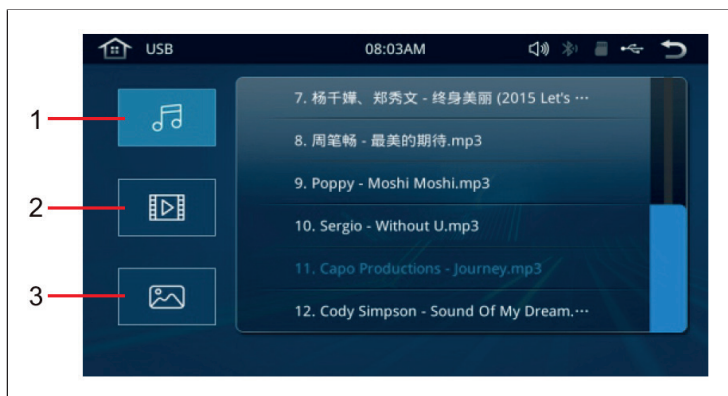 USB 08:03AM
7. 杨千嬅、郑秀文 - 终身美丽 (2015 Let's ⋯
1
8. 周笔畅 - 最美的期待.mp3
9. Poppy - Moshi Moshi.mp3
2
10. Sergio - Without U.mp3
11. Capo Productions - Journey.mp3
3
12. Cody Simpson - Sound Of My Dream.⋯